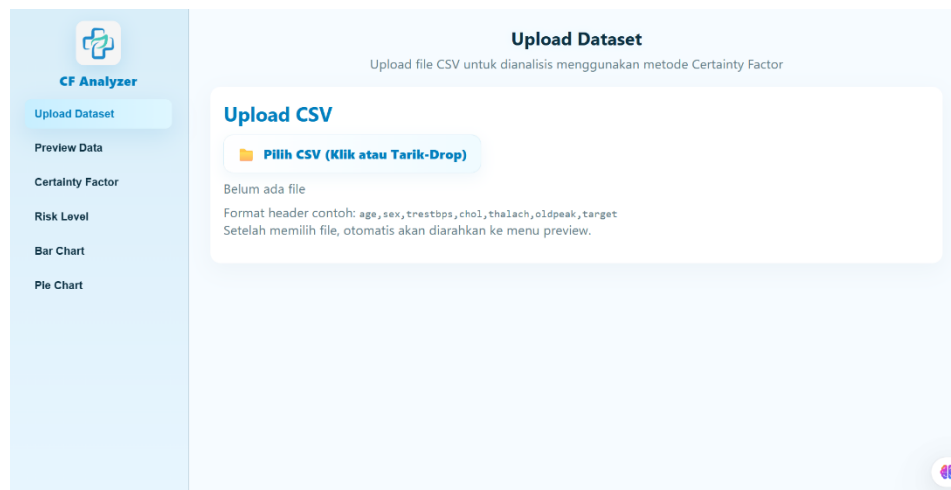 CF Analyzer
Upload Dataset
Preview Data
Certainty Factor
Risk Level
Bar Chart
Pie Chart
Upload Dataset
Upload file CSV untuk dianalisis menggunakan metode Certainty Factor
Upload CSV
Pilih CSV (Klik atau Tarik-Drop)
Belum ada file
Format header contoh: age,sex,trestbps,chol,thalach,oldpeak,target
Setelah memilih file, otomatis akan diarahkan ke menu preview.